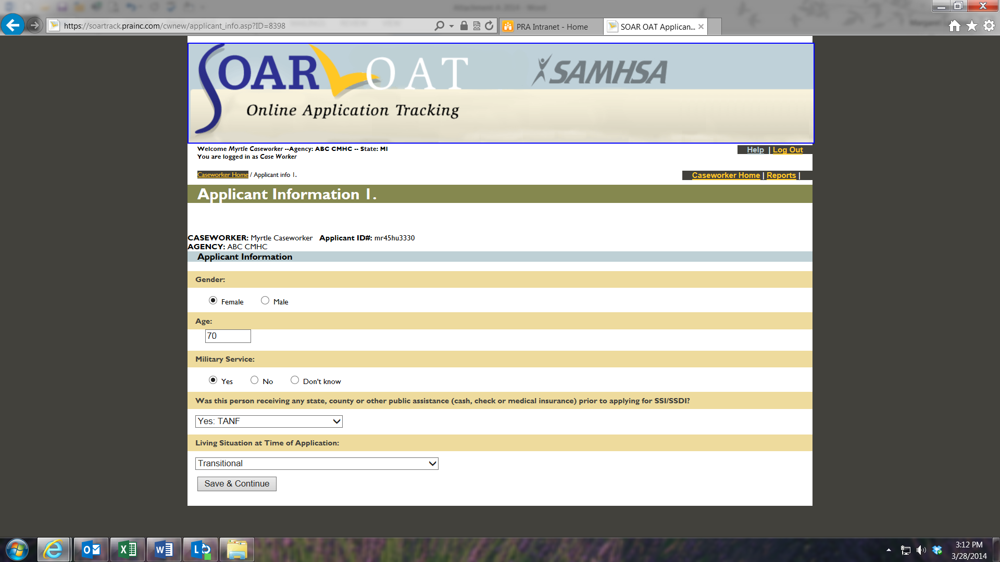 Attachment A 2014 - Word
https://soartrack.prainc.com/cwnew/applicant_info.asp?ID=8398
PRA Intranet - Home
SOAR OAT Applican...
SOAR OAT
SAMHSA
Online Application Tracking
Welcome Myrtle Caseworker --Agency: ABC CMHC -- State: MI
Help | Log Out
You are logged in as Case Worker
Caseworker Home / Applicant info 1.
Caseworker Home | Reports |
Applicant Information 1.
CASEWORKER: Myrtle Caseworker Applicant ID#: mr45hu3330
AGENCY: ABC CMHC
Applicant Information
Gender:
Female Male
Age:
70
Military Service:
Yes No Don't know
Was this person receiving any state, county or other public assistance (cash, check or medical insurance) prior to applying for SSI/SSDI?
Yes: TANF
Living Situation at Time of Application:
Transitional
Save & Continue
3:12 PM
3/28/2014